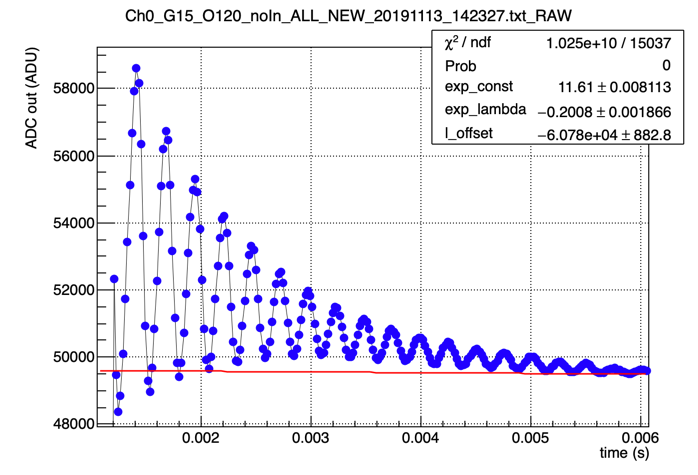 Ch0_G15_O120_noIn_ALL_NEW_20191113_142327.txt_RAW
χ² / ndf 1.025e+10 / 15037
Prob 0
exp_const 11.61 ± 0.008113
exp_lambda −0.2008 ± 0.001866
l_offset −6.078e+04 ± 882.8
ADC out (ADU)
58000
56000
54000
52000
50000
48000
0.002 0.003 0.004 0.005 0.006
time (s)